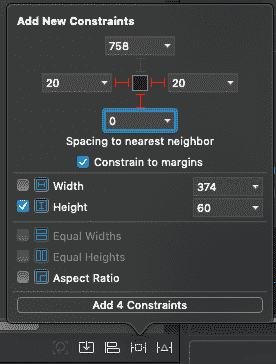 Add New Constraints
758
20 20
0
Spacing to nearest neighbor
Constrain to margins
Width 374
Height 60
Equal Widths
Equal Heights
Aspect Ratio
Add 4 Constraints